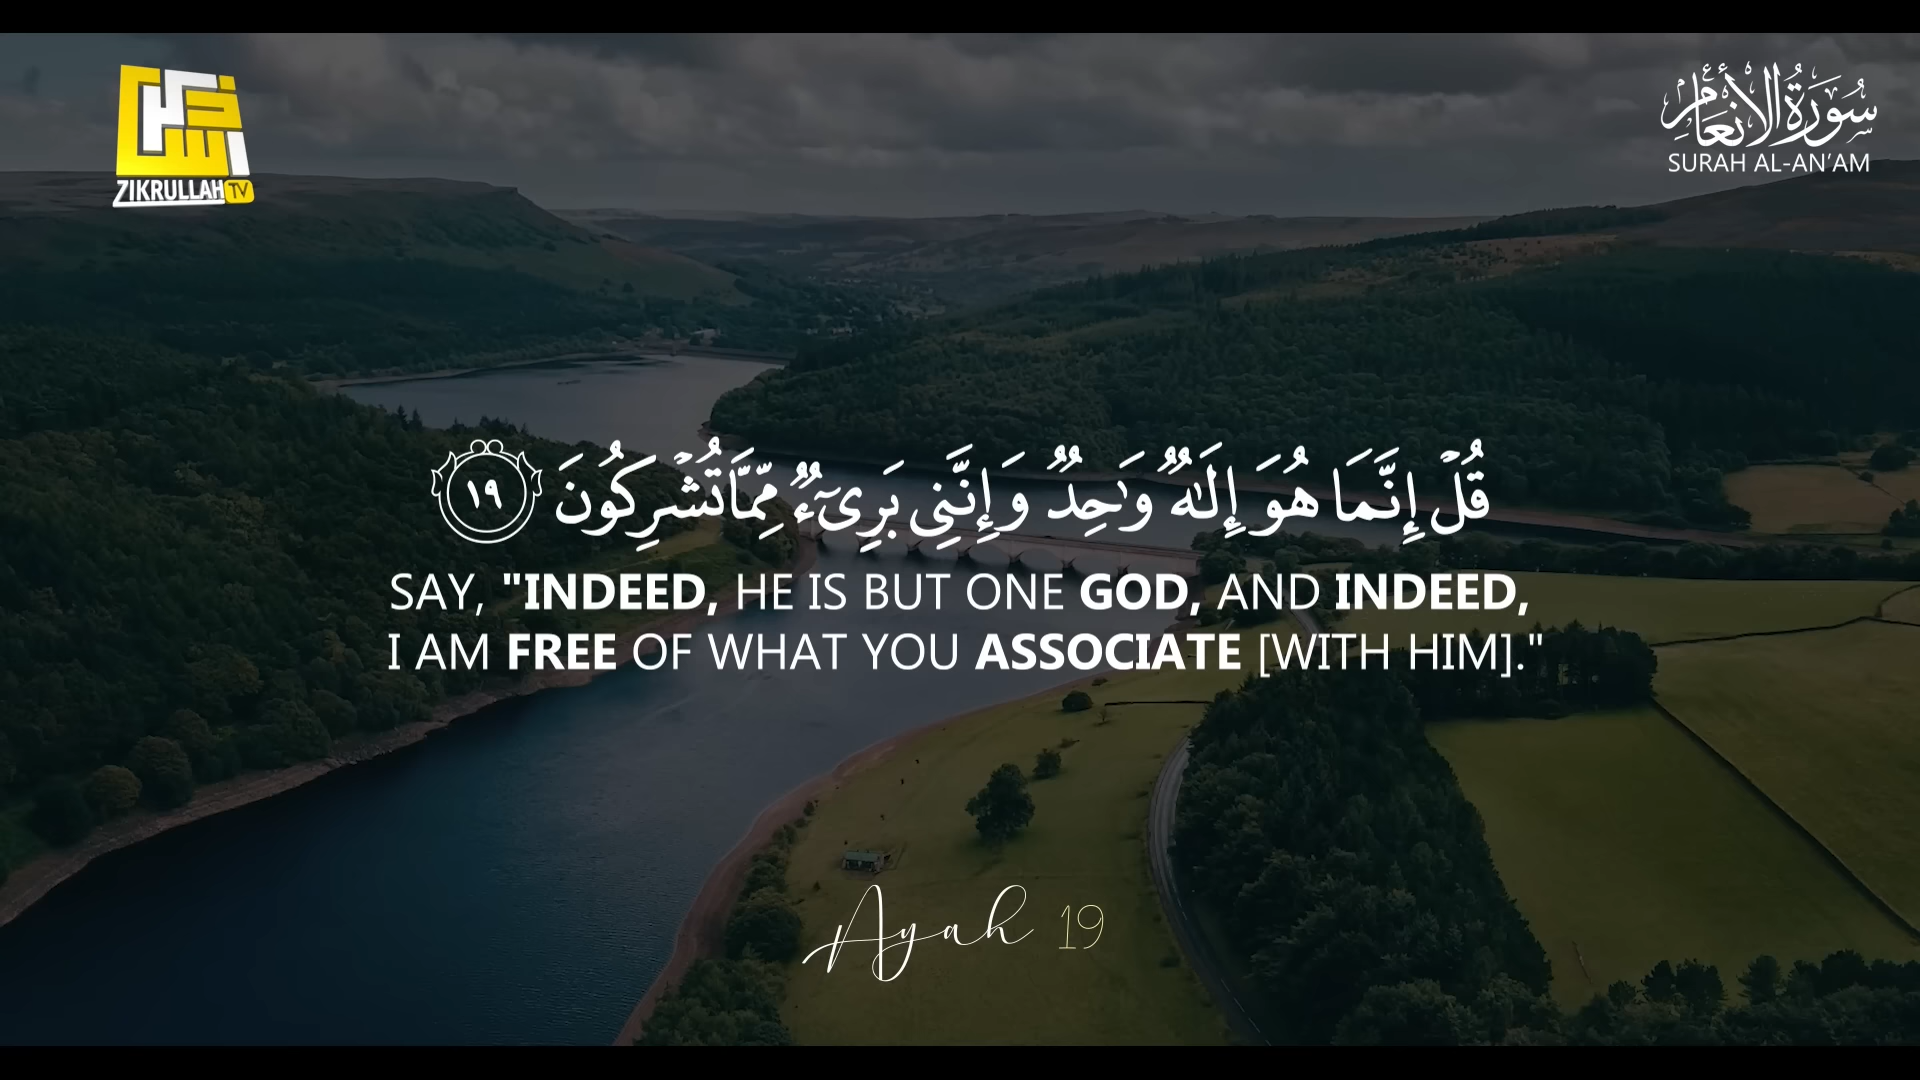 ZIKRULLAH TV
سُورَةُ الأَنْعَامِ
SURAH AL-AN'AM
قُلْ إِنَّمَا هُوَ إِلَٰهٌ وَٰحِدٌ وَإِنَّنِى بَرِىٓءٌ مِّمَّا تُشْرِكُونَ ١٩
SAY, "INDEED, HE IS BUT ONE GOD, AND INDEED,
I AM FREE OF WHAT YOU ASSOCIATE [WITH HIM]."
Ayah 19